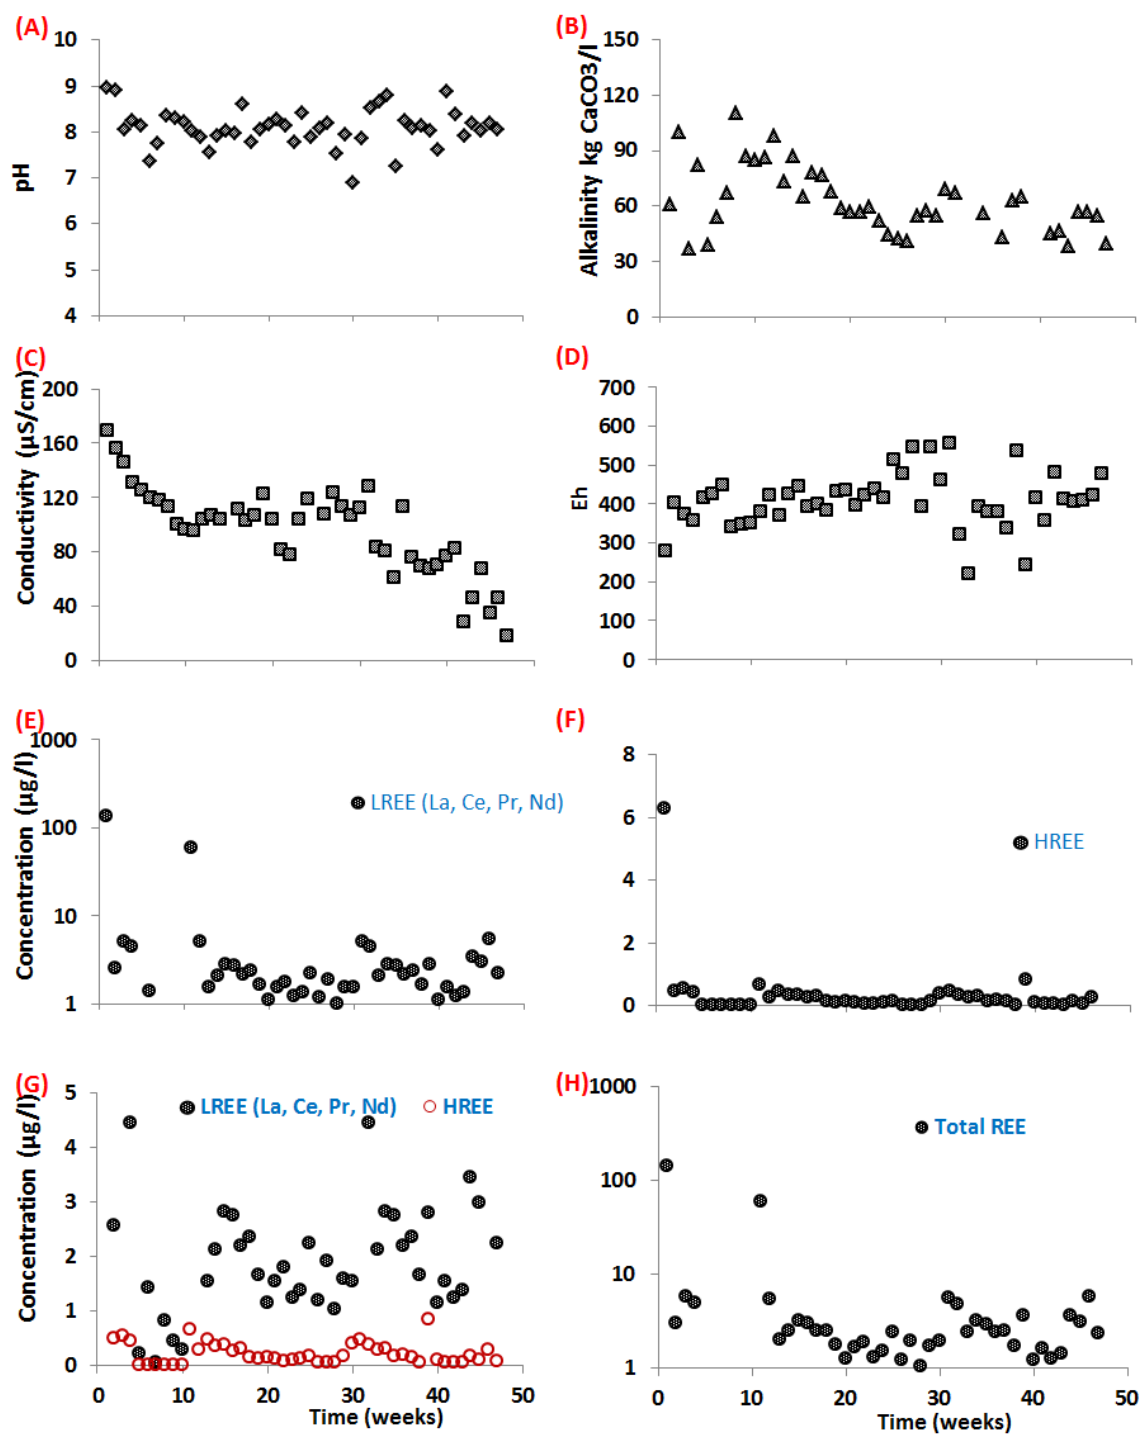 (A)
10
9
8
7
6
5
4
pH
(B)
150
120
90
60
30
0
Alkalinity kg CaCO3/l
(C)
200
160
120
80
40
0
Conductivity (µS/cm)
(D)
700
600
500
400
300
200
100
0
Eh
(E)
1000
100
10
1
Concentration (µg/l)
LREE (La, Ce, Pr, Nd)
(F)
8
6
4
2
0
HREE
(G)
5
4
3
2
1
0
Concentration (µg/l)
LREE (La, Ce, Pr, Nd) HREE
0 10 20 30 40 50
Time (weeks)
(H)
1000
100
10
1
Total REE
0 10 20 30 40 50
Time (weeks)